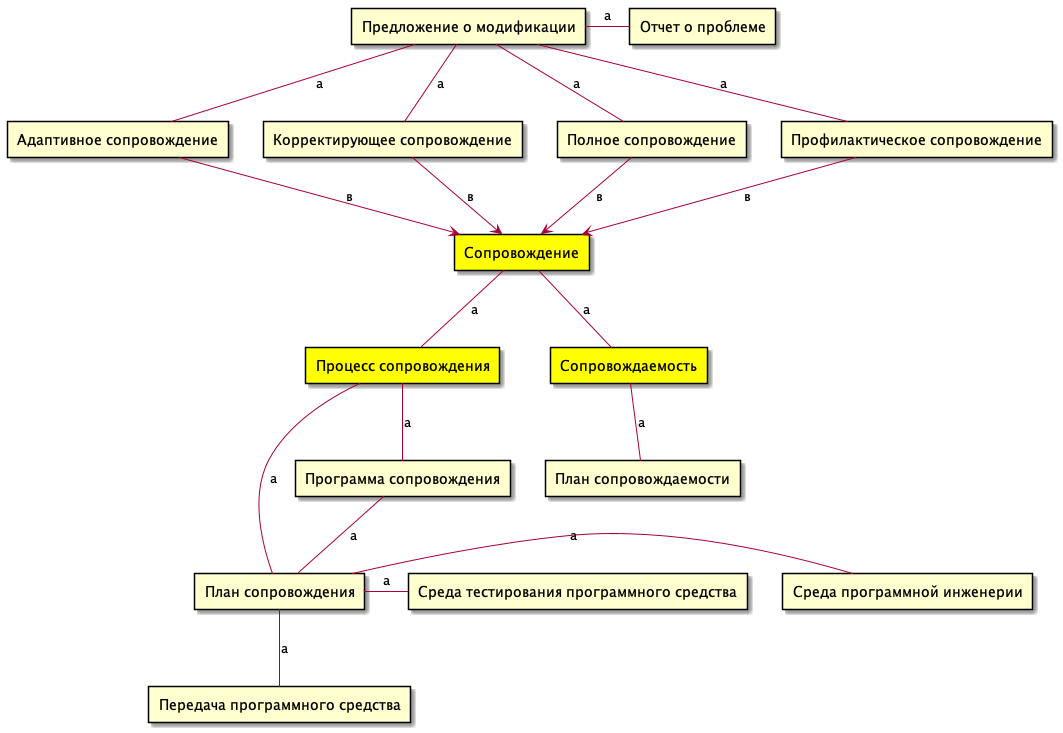 Предложение о модификации
а
Отчет о проблеме
а
а
а
а
Адаптивное сопровождение
Корректирующее сопровождение
Полное сопровождение
Профилактическое сопровождение
в
в
в
в
Сопровождение
а
а
Процесс сопровождения
Сопровождаемость
а
а
Программа сопровождения
План сопровождаемости
а
а
а
План сопровождения
а
Среда тестирования программного средства
Среда программной инженерии
а
Передача программного средства